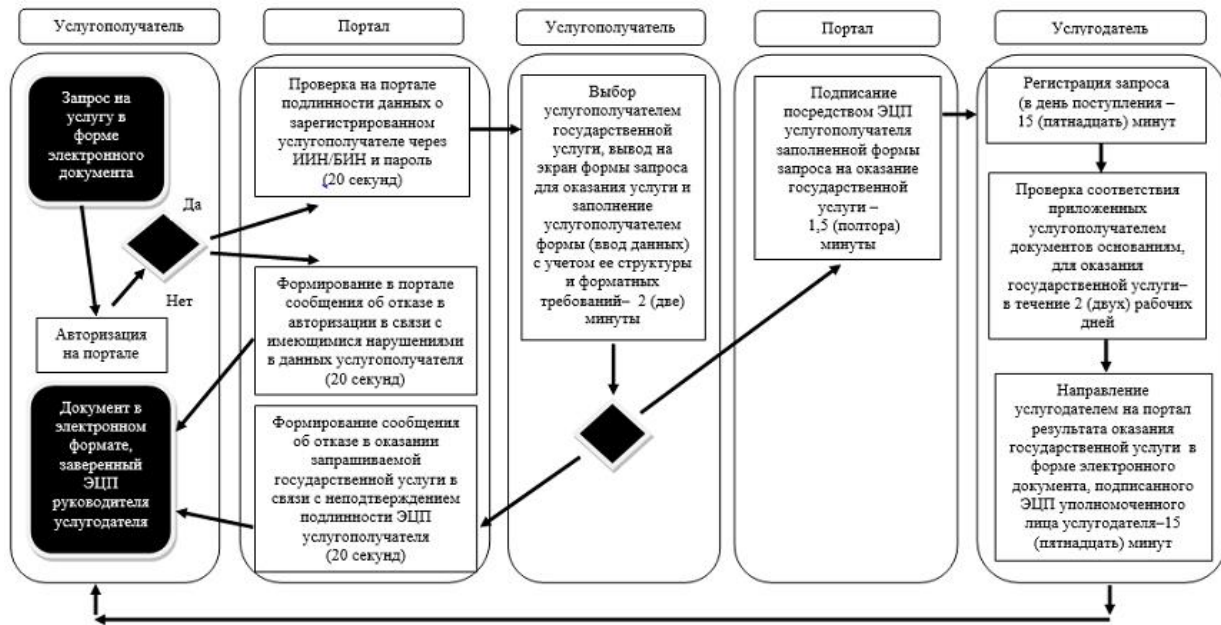 Услугополучатель
Портал
Услугополучатель
Портал
Услугодатель
Запрос на
услугу в
форме
электронного
документа
Да
Нет
Авторизация
на портале
Документ в
электронном
формате,
заверенный
ЭЦП
руководителя
услугодателя
Проверка на портале
подлинности данных о
зарегистрированном
услугополучателе через
ИИН/БИН и пароль
(20 секунд)
Формирование в портале
сообщения об отказе в
авторизации в связи с
имеющимися нарушениями
в данных услугополучателя
(20 секунд)
Формирование сообщения
об отказе в оказании
запрашиваемой
государственной услуги в
связи с неподтверждением
подлинности ЭЦП
услугополучателя
(20 секунд)
Выбор
услугополучателем
государственной
услуги, вывод на
экран формы запроса
для оказания услуги и
заполнение
услугополучателем
формы (ввод данных)
с учетом ее структуры
и форматных
требований– 2 (две)
минуты
Подписание
посредством ЭЦП
услугополучателя
заполненной формы
запроса на оказание
государственной
услуги –
1,5 (полтора)
минуты
Регистрация запроса
(в день поступления –
15 (пятнадцать) минут
Проверка соответствия
приложенных
услугополучателем
документов основаниям,
для оказания
государственной услуги–
в течение 2 (двух) рабочих
дней
Направление
услугодателем на портал
результата оказания
государственной услуги в
форме электронного
документа, подписанного
ЭЦП уполномоченного
лица услугодателя–15
(пятнадцать) минут